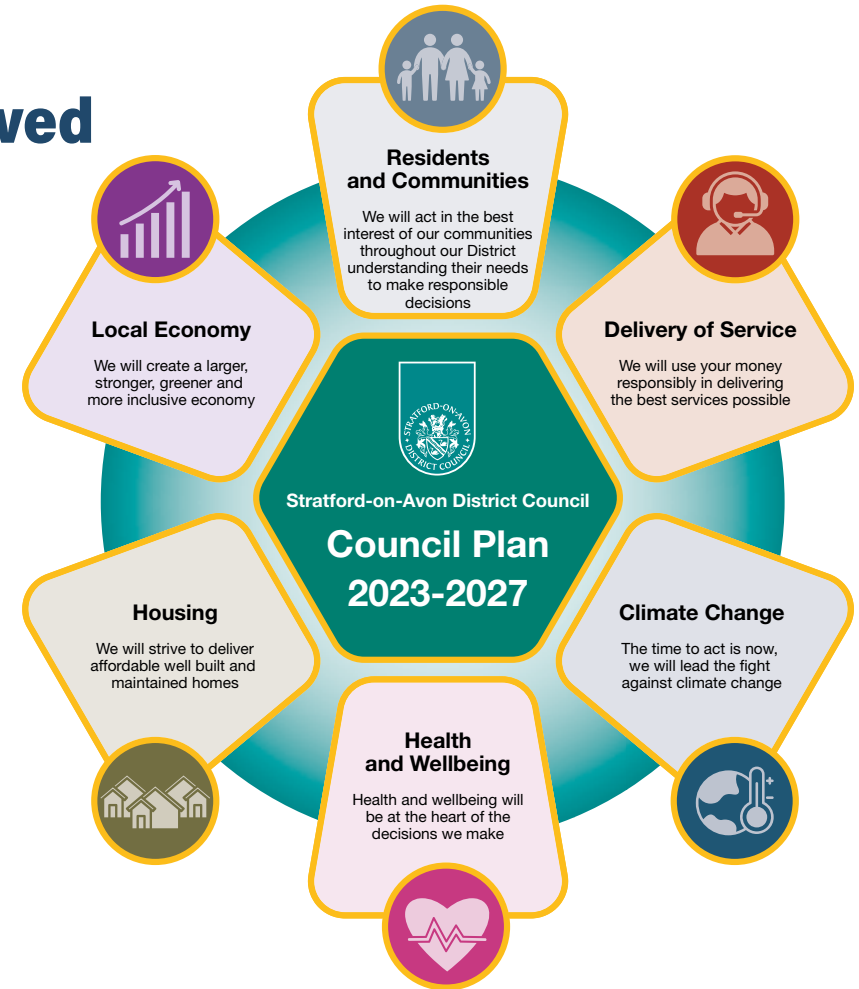 ved
Residents
and Communities
We will act in the best
interest of our communities
throughout our District
understanding their needs
to make responsible
decisions
Local Economy
We will create a larger,
stronger, greener and
more inclusive economy
Delivery of Service
We will use your money
responsibly in delivering
the best services possible
STRATFORD-ON-AVON
DISTRICT COUNCIL
Stratford-on-Avon District Council
Council Plan
2023-2027
Housing
We will strive to deliver
affordable well built and
maintained homes
Climate Change
The time to act is now,
we will lead the fight
against climate change
Health
and Wellbeing
Health and wellbeing will
be at the heart of the
decisions we make